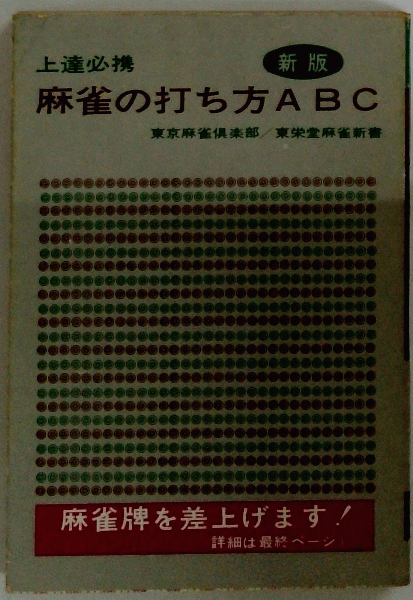 上達必携
新版
麻雀の打ち方ABC
東京麻雀倶楽部／東栄堂麻雀新書
麻雀牌を差上げます！
詳細は最終ページ